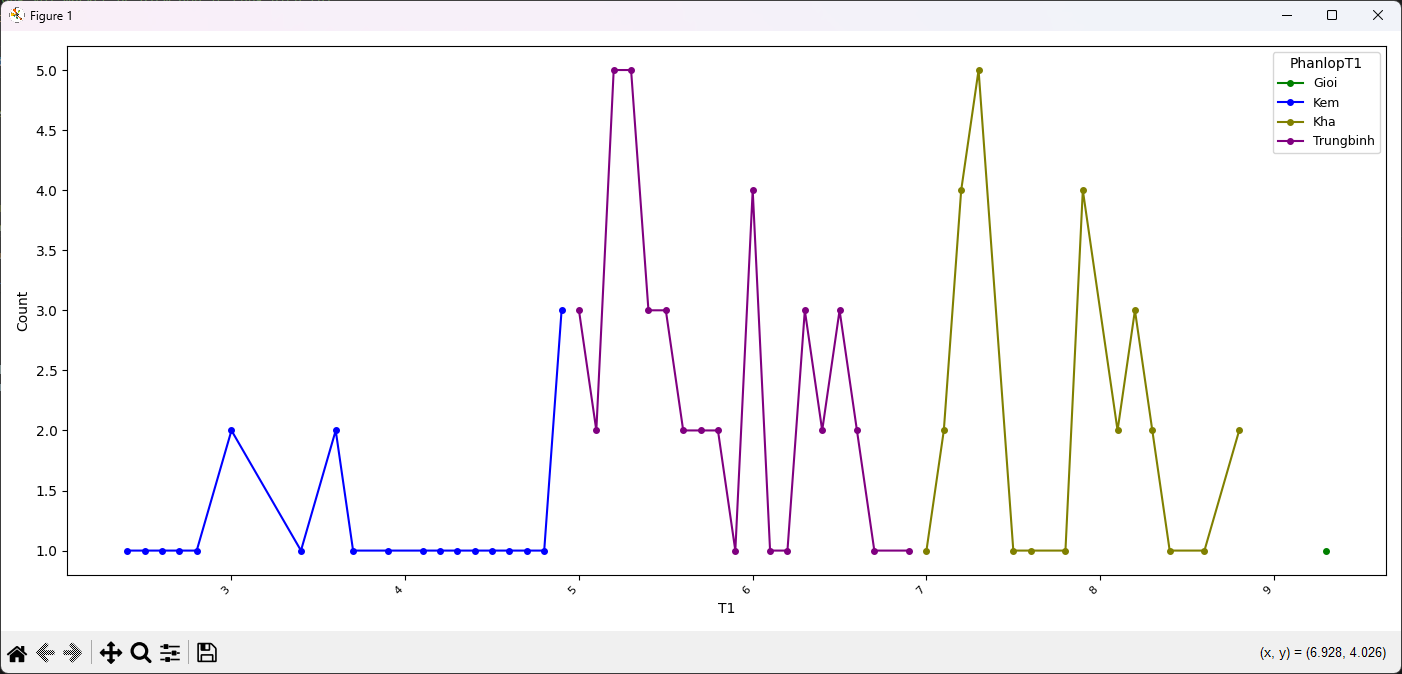 Figure 1
5.0
4.5
4.0
3.5
3.0
2.5
2.0
1.5
1.0
Count
3
4
5
6
7
8
9
T1
PhanlopT1
Gioi
Kem
Kha
Trungbinh
(x, y) = (6.928, 4.026)